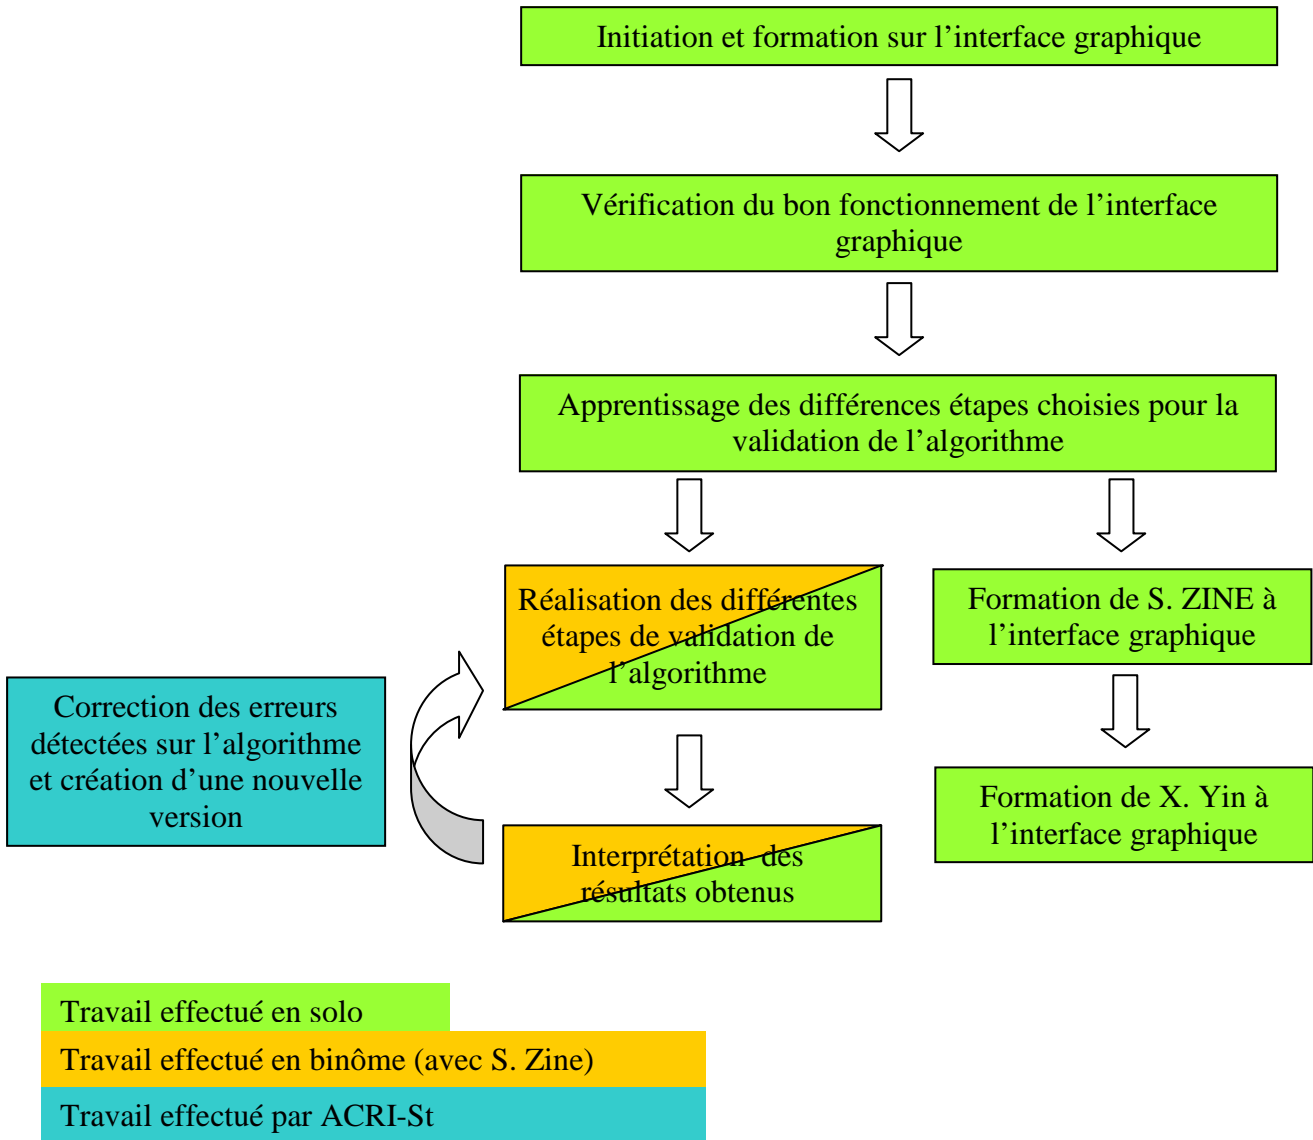 Initiation et formation sur l’interface graphique
Vérification du bon fonctionnement de l’interface
graphique
Apprentissage des différences étapes choisies pour la
validation de l’algorithme
Réalisation des différentes
étapes de validation de
l’algorithme
Formation de S. ZINE à
l’interface graphique
Correction des erreurs
détectées sur l’algorithme
et création d’une nouvelle
version
Formation de X. Yin à
l’interface graphique
Interprétation des
résultats obtenus
Travail effectué en solo
Travail effectué en binôme (avec S. Zine)
Travail effectué par ACRI-St